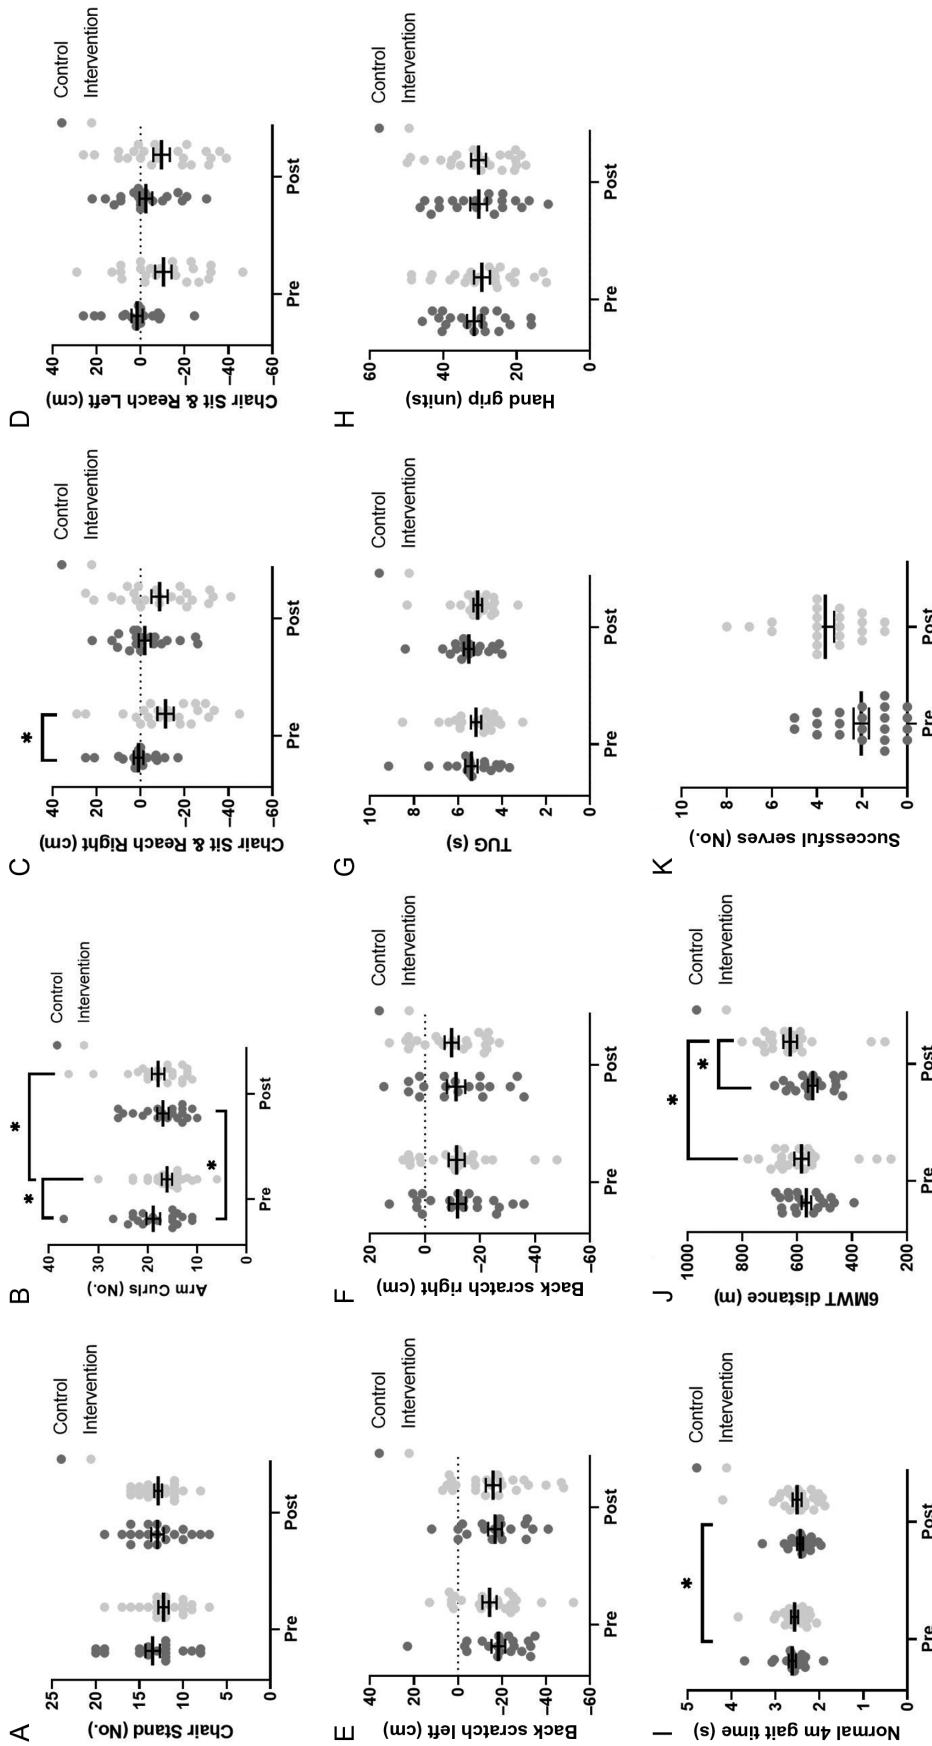 A
Chair Stand (No.)
25
20
15
10
5
0
Pre
Post
Control
Intervention
B
Arm Curls (No.)
40
30
20
10
0
*
*
*
Pre
Post
Control
Intervention
C
Chair Sit & Reach Right (cm)
40
20
0
-20
-40
-60
*
Pre
Post
Control
Intervention
D
Chair Sit & Reach Left (cm)
40
20
0
-20
-40
-60
Pre
Post
Control
Intervention
E
Back scratch left (cm)
40
20
0
-20
-40
-60
Pre
Post
Control
Intervention
F
Back scratch right (cm)
20
0
-20
-40
-60
Pre
Post
Control
Intervention
G
TUG (s)
10
8
6
4
2
0
Pre
Post
Control
Intervention
H
Hand grip (units)
60
40
20
0
Pre
Post
Control
Intervention
I
Normal 4m gait time (s)
5
4
3
2
1
0
*
Pre
Post
Control
Intervention
J
6MWT distance (m)
1000
800
600
400
200
*
*
Pre
Post
Control
Intervention
K
Successful serves (No.)
10
8
6
4
2
0
Pre
Post